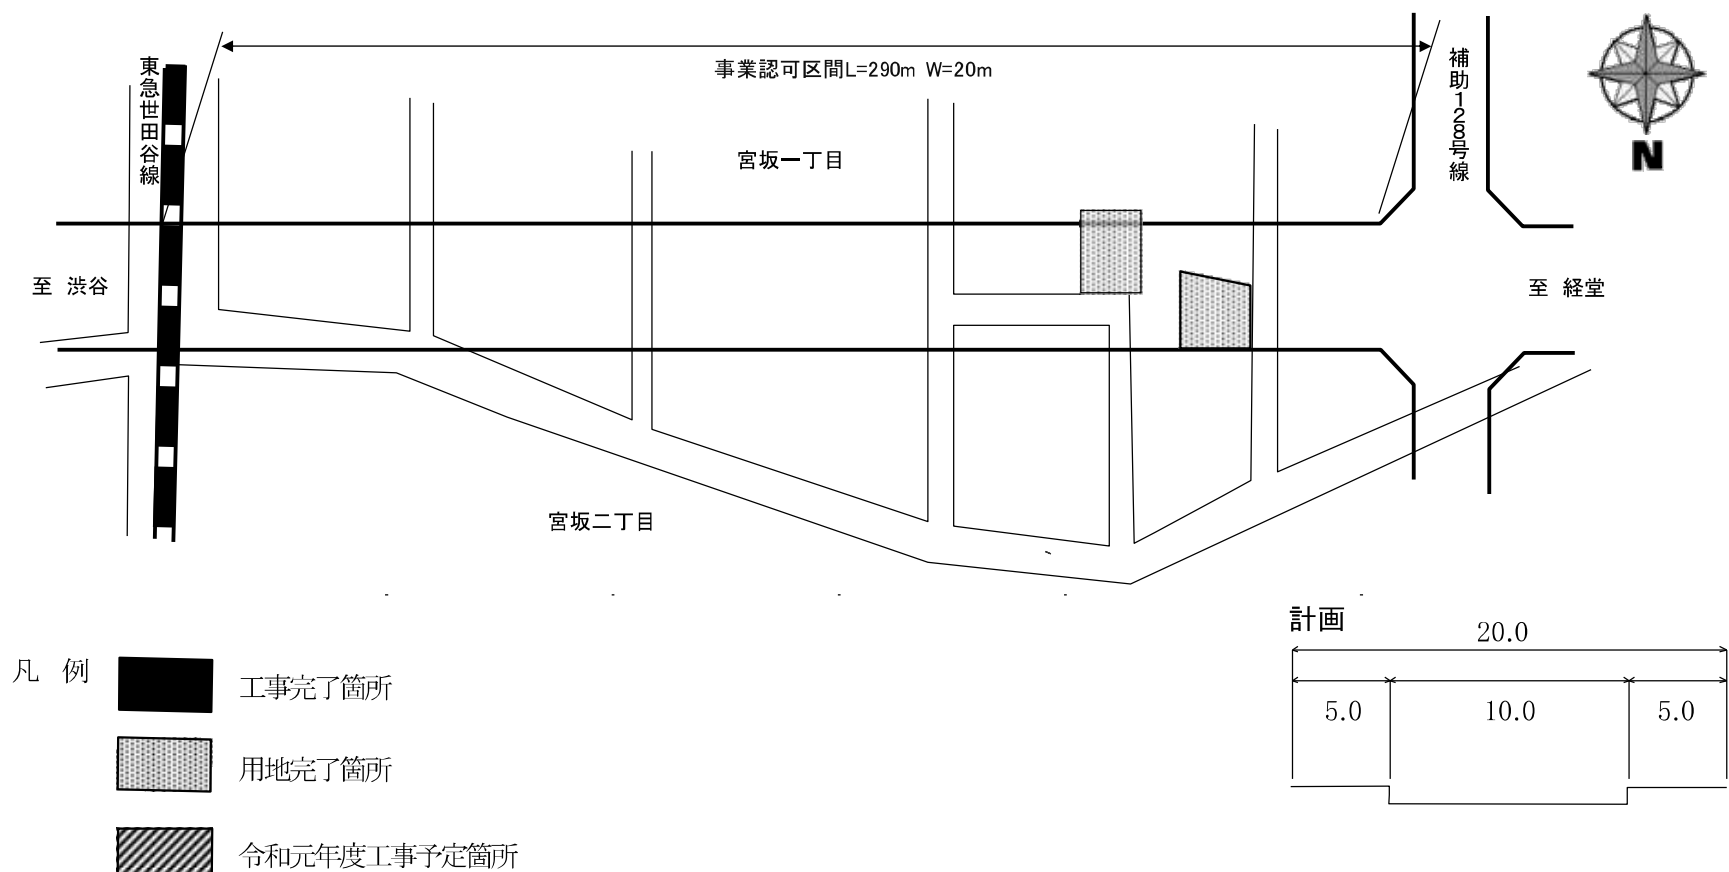 東急世田谷線
事業認可区間L=290m W=20m
補助128号線
N
宮坂一丁目
至 渋谷
至 経堂
宮坂二丁目
計画
20.0
5.0
10.0
5.0
凡 例
工事完了箇所
用地完了箇所
令和元年度工事予定箇所